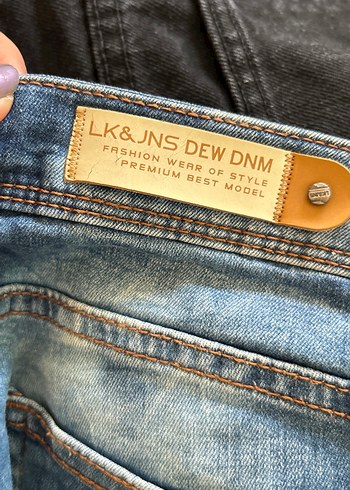 LK&JNS DEW DNM
FASHION WEAR OF STYLE
PREMIUM BEST MODEL